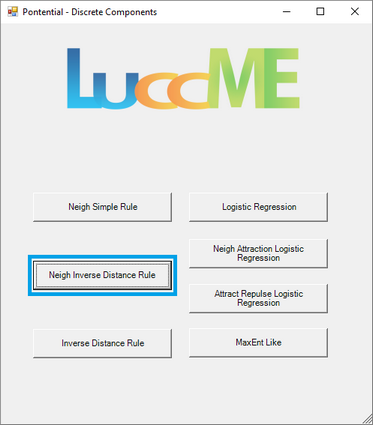 Pontential - Discrete Components
LuccME
Neigh Simple Rule
Logistic Regression
Neigh Attraction Logistic
Regression
Neigh Inverse Distance Rule
Attract Repulse Logistic
Regression
Inverse Distance Rule
MaxEnt Like